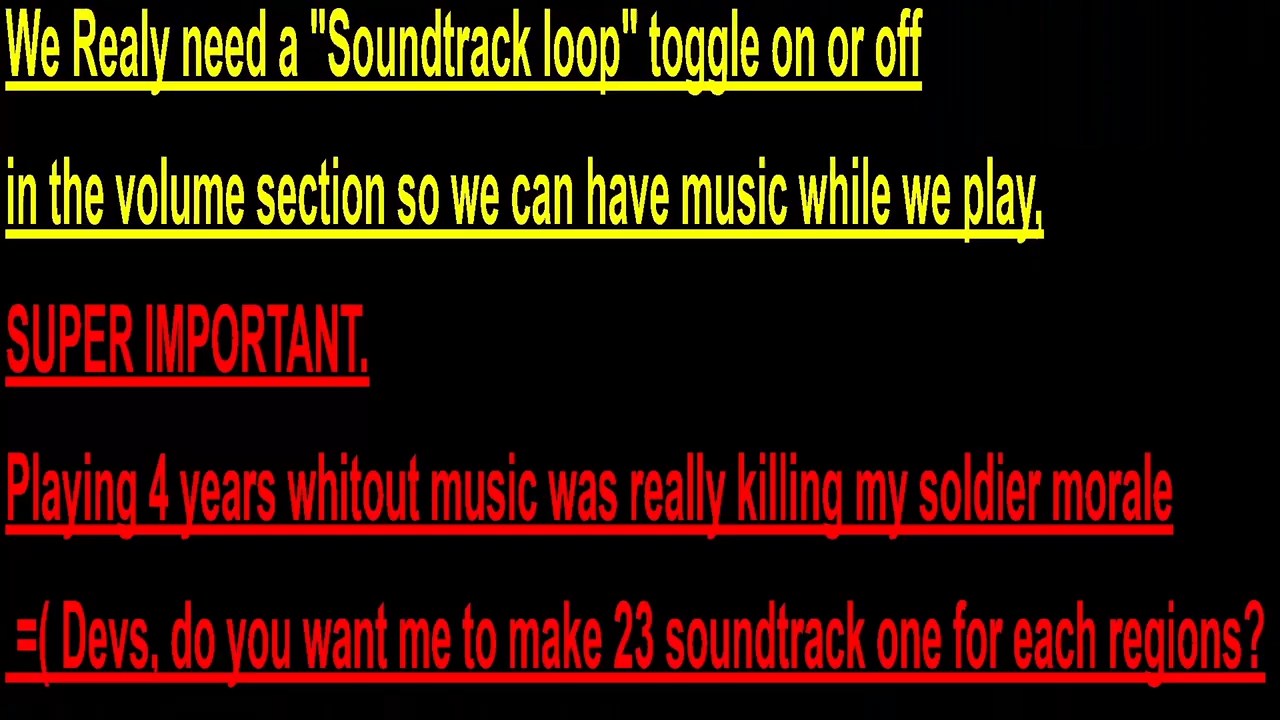 We Realy need a "Soundtrack loop" toggle on or off
in the volume section so we can have music while we play,
SUPER IMPORTANT.
Playing 4 years whitout music was really killing my soldier morale
=( Devs, do you want me to make 23 soundtrack one for each regions?